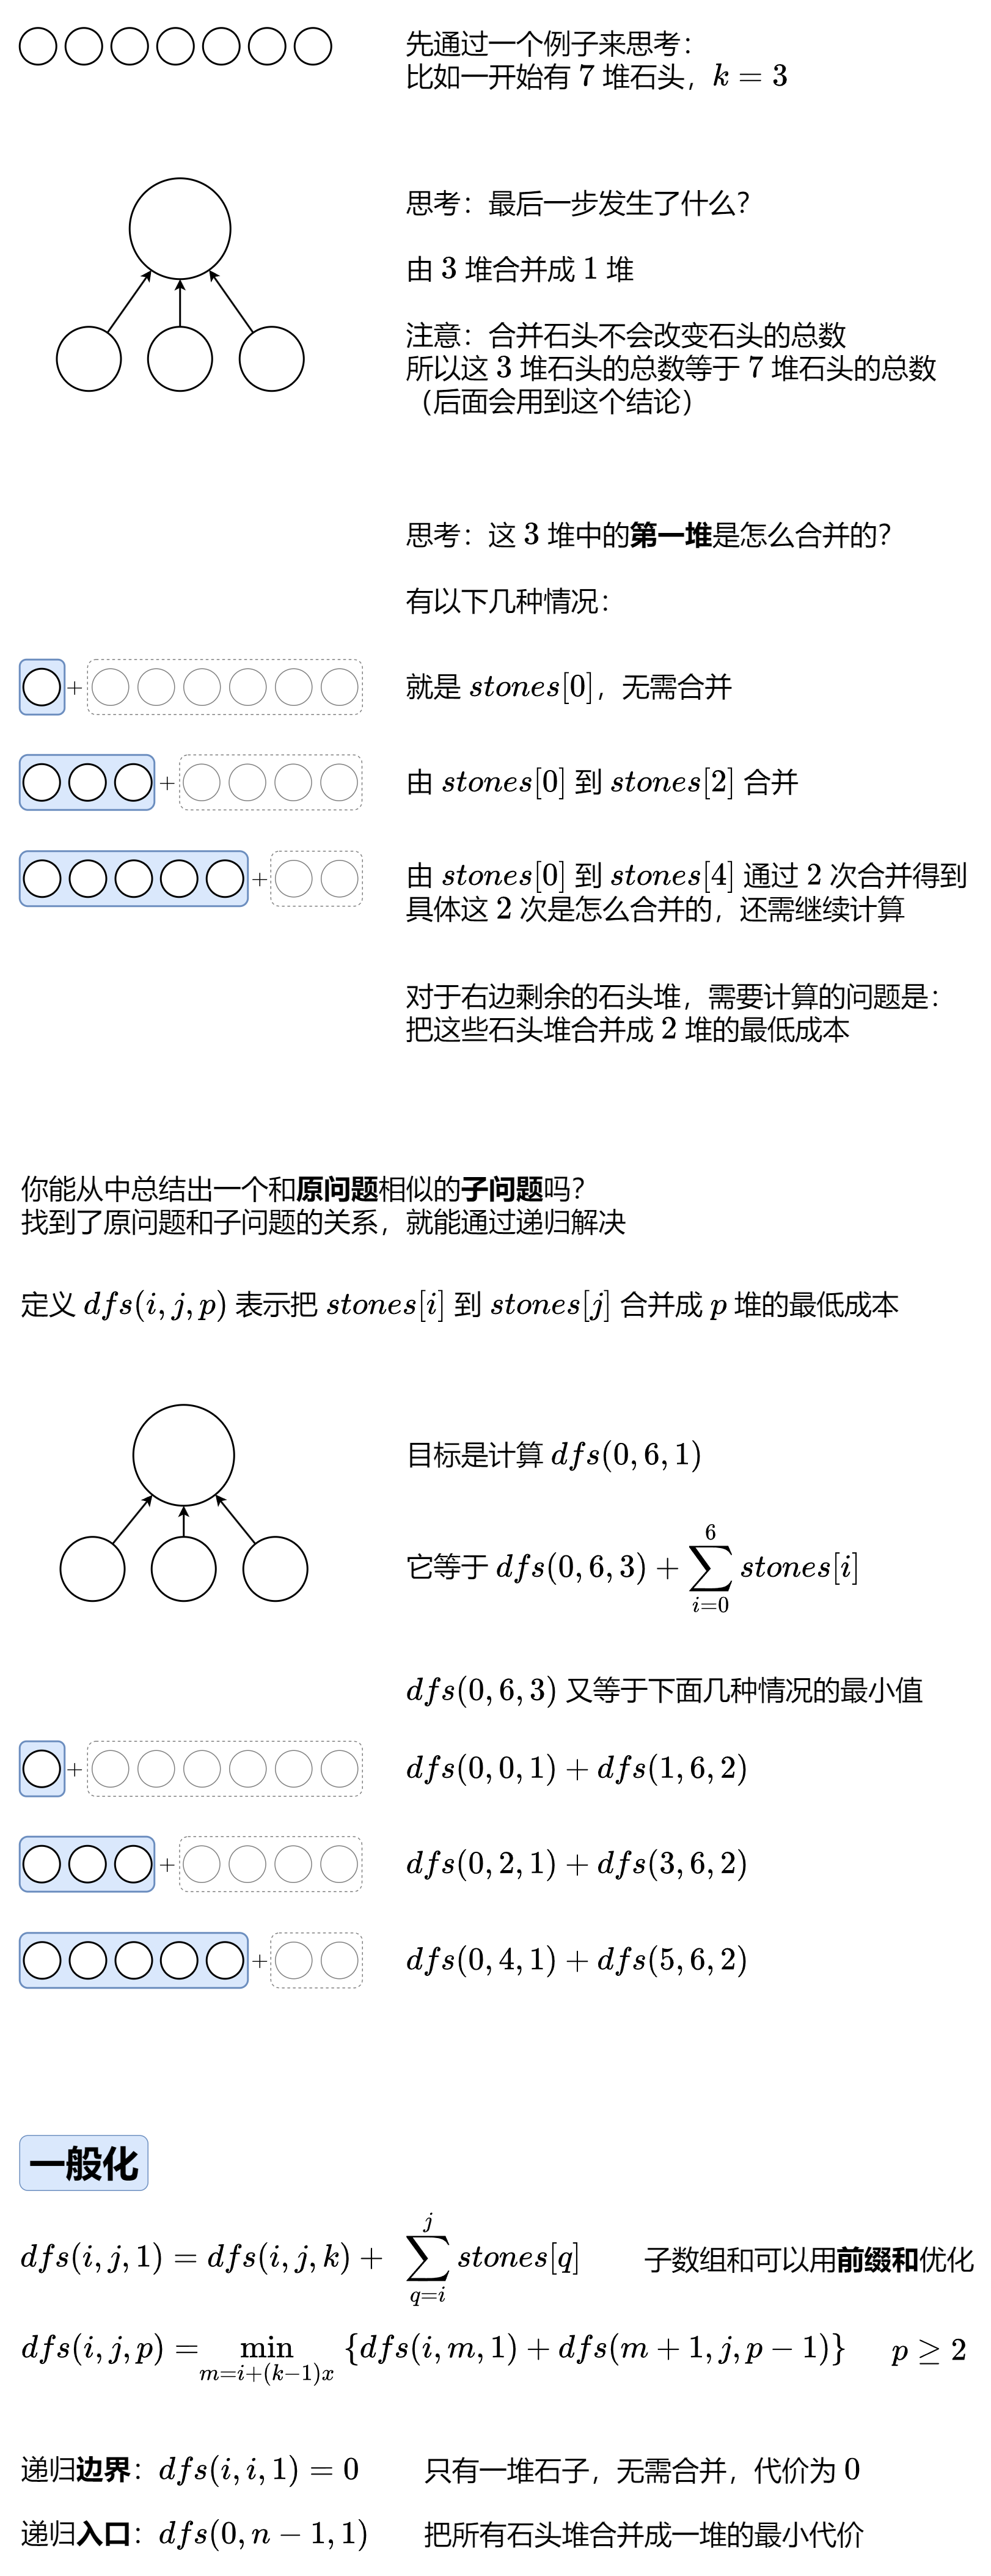 先通过一个例子来思考：
比如一开始有 7 堆石头，k = 3
思考：最后一步发生了什么？
由 3 堆合并成 1 堆
注意：合并石头不会改变石头的总数
所以这 3 堆石头的总数等于 7 堆石头的总数
（后面会用到这个结论）
思考：这 3 堆中的第一堆是怎么合并的？
有以下几种情况：
+ 就是 stones[0]，无需合并
+ 由 stones[0] 到 stones[2] 合并
+ 由 stones[0] 到 stones[4] 通过 2 次合并得到
具体这 2 次是怎么合并的，还需继续计算
对于右边剩余的石头堆，需要计算的问题是：
把这些石头堆合并成 2 堆的最低成本
你能从中总结出一个和原问题相似的子问题吗？
找到了原问题和子问题的关系，就能通过递归解决
定义 dfs(i, j, p) 表示把 stones[i] 到 stones[j] 合并成 p 堆的最低成本
目标是计算 dfs(0, 6, 1)
它等于 dfs(0, 6, 3) + ∑_{i=0}^{6} stones[i]
dfs(0, 6, 3) 又等于下面几种情况的最小值
+ dfs(0, 0, 1) + dfs(1, 6, 2)
+ dfs(0, 2, 1) + dfs(3, 6, 2)
+ dfs(0, 4, 1) + dfs(5, 6, 2)
一般化
dfs(i, j, 1) = dfs(i, j, k) + ∑_{q=i}^{j} stones[q] 子数组和可以用前缀和优化
dfs(i, j, p) = min_{m=i+(k−1)x} {dfs(i, m, 1) + dfs(m + 1, j, p − 1)} p ≥ 2
递归边界：dfs(i, i, 1) = 0 只有一堆石子，无需合并，代价为 0
递归入口：dfs(0, n − 1, 1) 把所有石头堆合并成一堆的最小代价